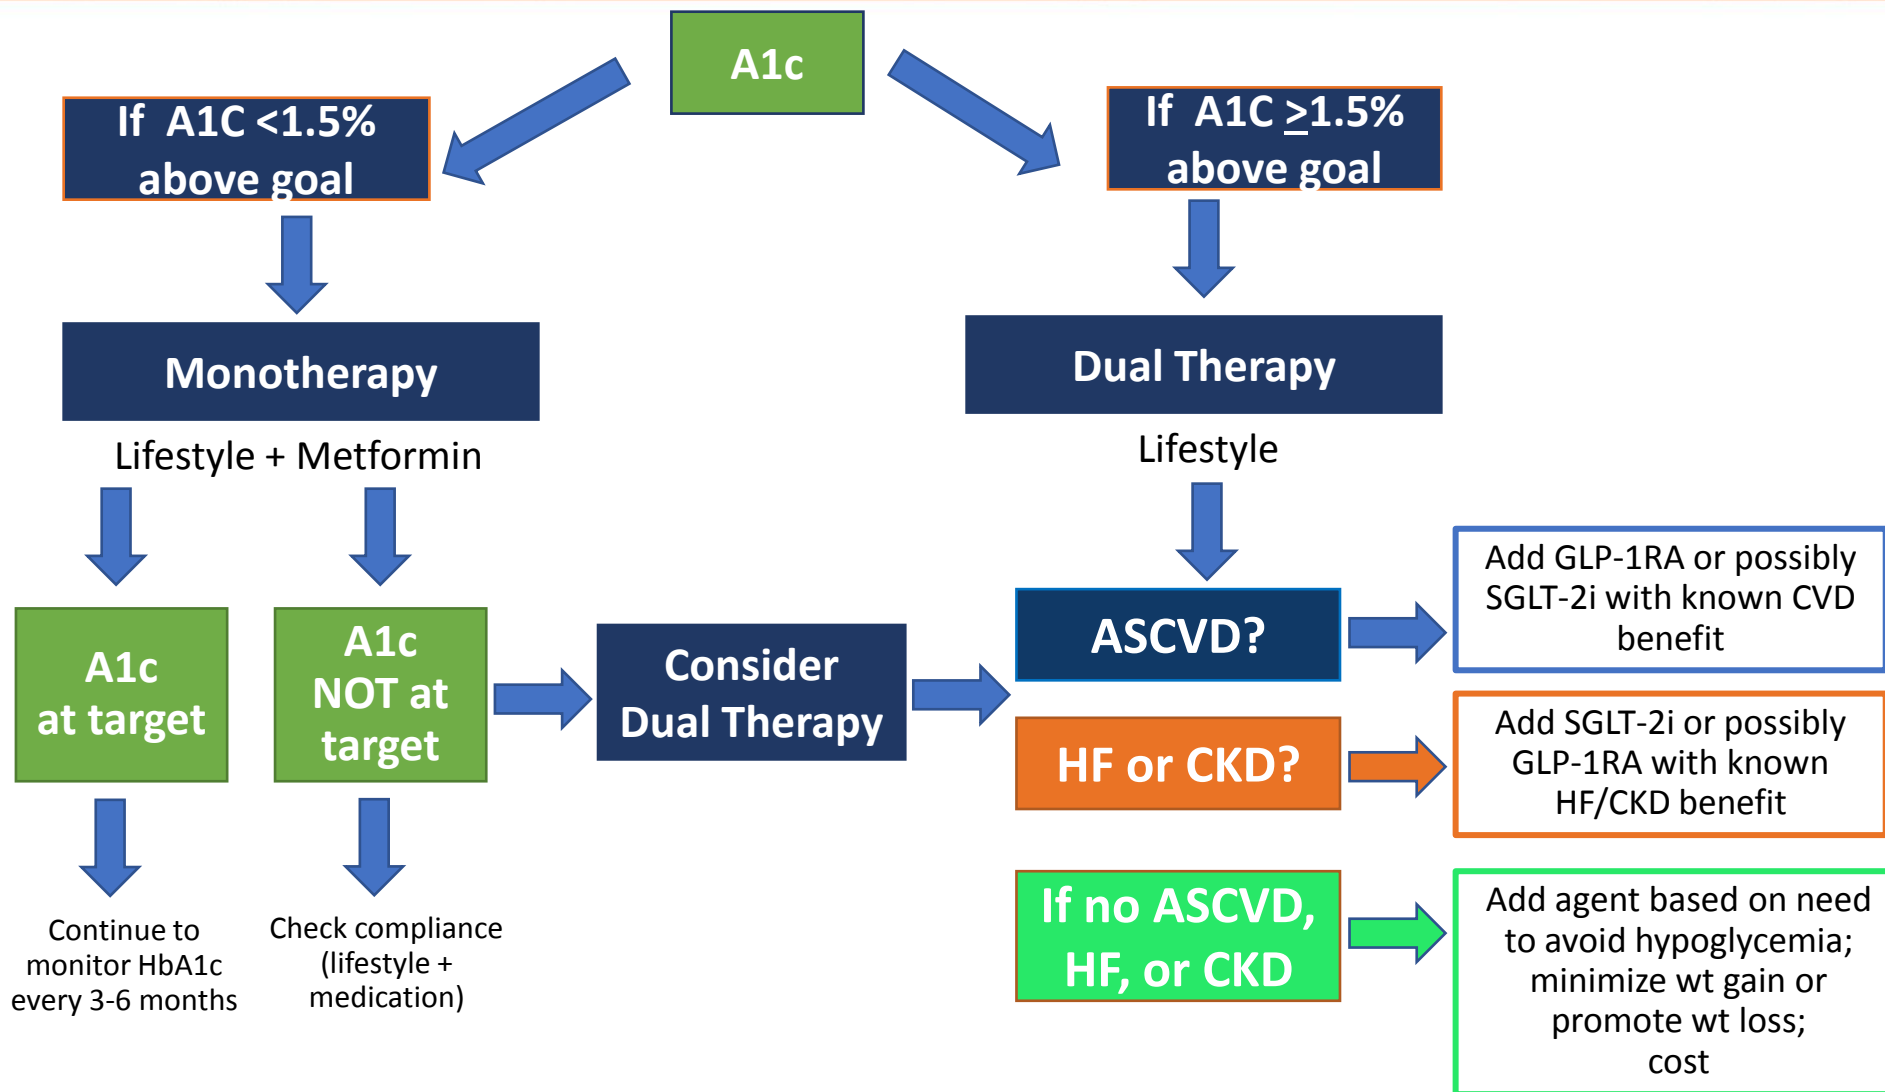 A1c
If A1C <1.5%
above goal
If A1C ≥1.5%
above goal
Monotherapy
Dual Therapy
Lifestyle + Metformin
Lifestyle
A1c
at target
A1c
NOT at
target
Consider
Dual Therapy
ASCVD?
Add GLP-1RA or possibly
SGLT-2i with known CVD
benefit
HF or CKD?
Add SGLT-2i or possibly
GLP-1RA with known
HF/CKD benefit
If no ASCVD,
HF, or CKD
Add agent based on need
to avoid hypoglycemia;
minimize wt gain or
promote wt loss;
cost
Continue to
monitor HbA1c
every 3-6 months
Check compliance
(lifestyle +
medication)